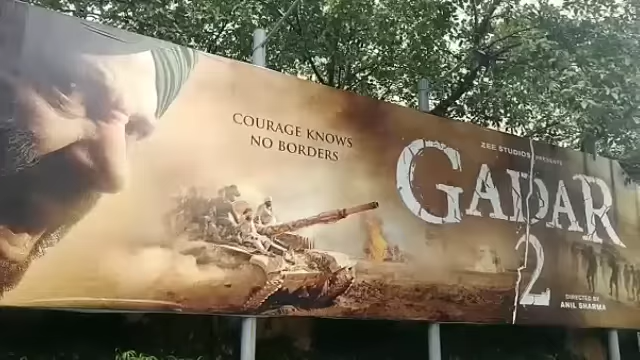 COURAGE KNOWS
NO BORDERS
ZEE STUDIOS PRESENTS
GADAR
2
DIRECTED BY
ANIL SHARMA